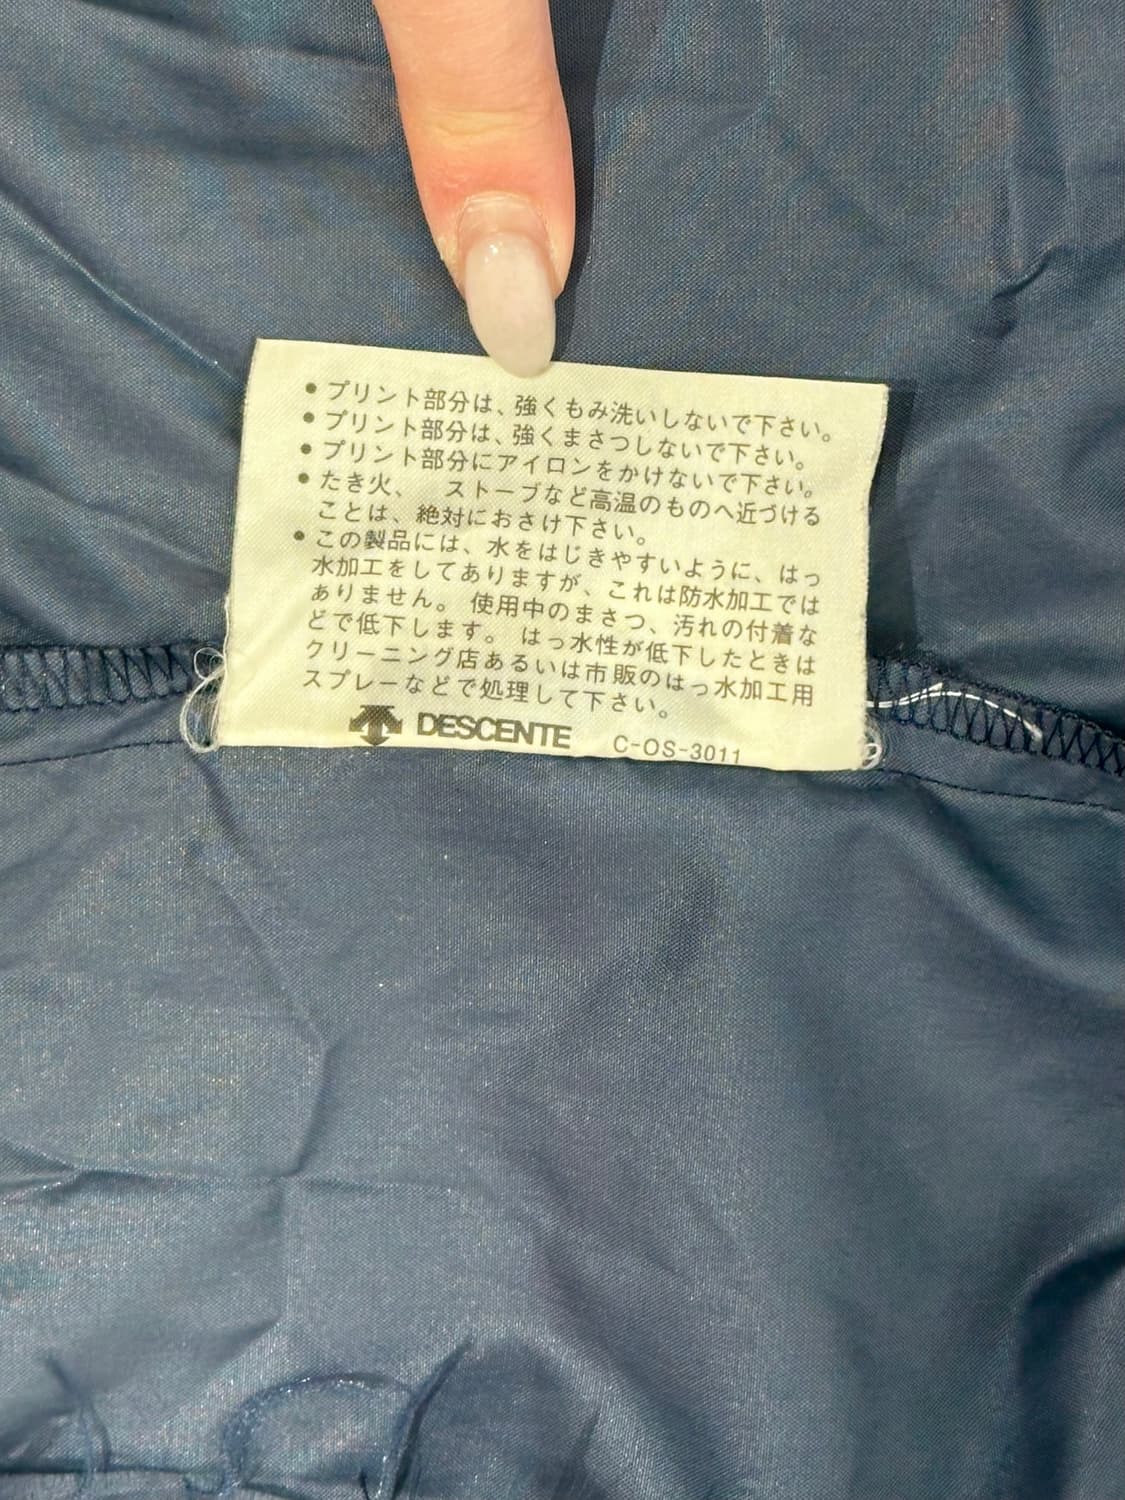 ●プリント部分は、強くもみ洗いしないで下さい。
●プリント部分は、強くまさつしないで下さい。
●プリント部分にアイロンをかけないで下さい。
●たき火、 ストーブなど高温のものへ近づける
ことは、絶対におさけ下さい。
●この製品には、水をはじきやすいように、はっ
水加工をしてありますが、これは防水加工では
ありません。 使用中のまさつ、汚れの付着な
どで低下します。 はっ水性が低下したときは
クリーニング店あるいは市販のはっ水加工用
スプレーなどで処理して下さい。
DESCENTE C-OS-3011